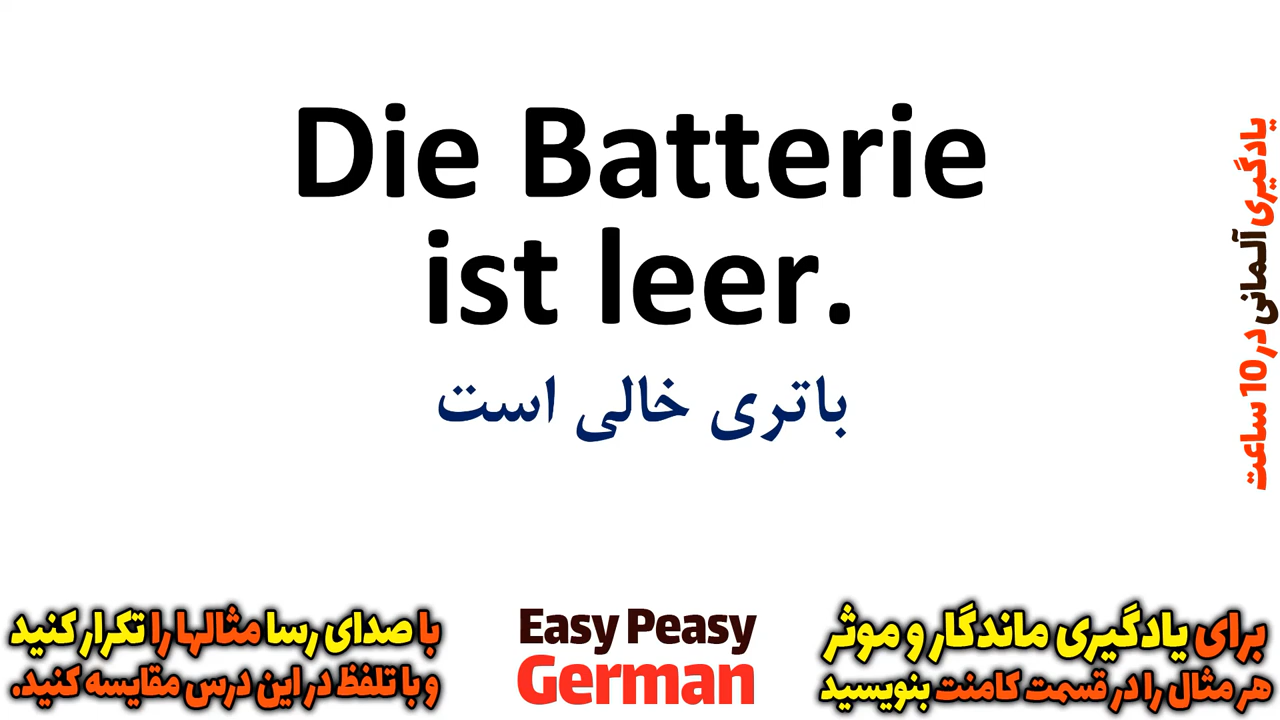 Die Batterie
ist leer.
باتری خالی است
یادگیری آلمانی در 10 ساعت
با صدای رسا مثالها را تکرار کنید
و با تلفظ در این درس مقایسه کنید.
Easy Peasy
German
برای یادگیری ماندگار و موثر
هر مثال را در قسمت کامنت بنویسید